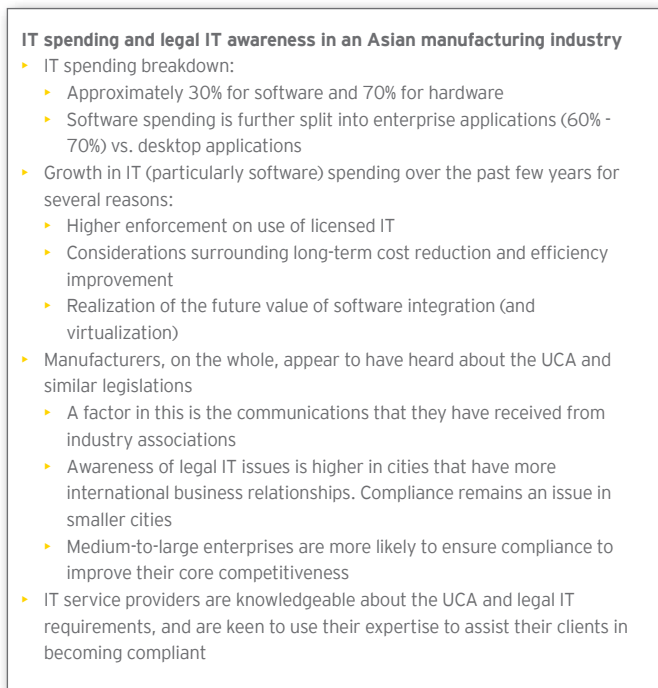 IT spending and legal IT awareness in an Asian manufacturing industry
▸ IT spending breakdown:
▸ Approximately 30% for software and 70% for hardware
▸ Software spending is further split into enterprise applications (60% -
70%) vs. desktop applications
▸ Growth in IT (particularly software) spending over the past few years for
several reasons:
▸ Higher enforcement on use of licensed IT
▸ Considerations surrounding long-term cost reduction and efficiency
improvement
▸ Realization of the future value of software integration (and
virtualization)
▸ Manufacturers, on the whole, appear to have heard about the UCA and
similar legislations
▸ A factor in this is the communications that they have received from
industry associations
▸ Awareness of legal IT issues is higher in cities that have more
international business relationships. Compliance remains an issue in
smaller cities
▸ Medium-to-large enterprises are more likely to ensure compliance to
improve their core competitiveness
▸ IT service providers are knowledgeable about the UCA and legal IT
requirements, and are keen to use their expertise to assist their clients in
becoming compliant